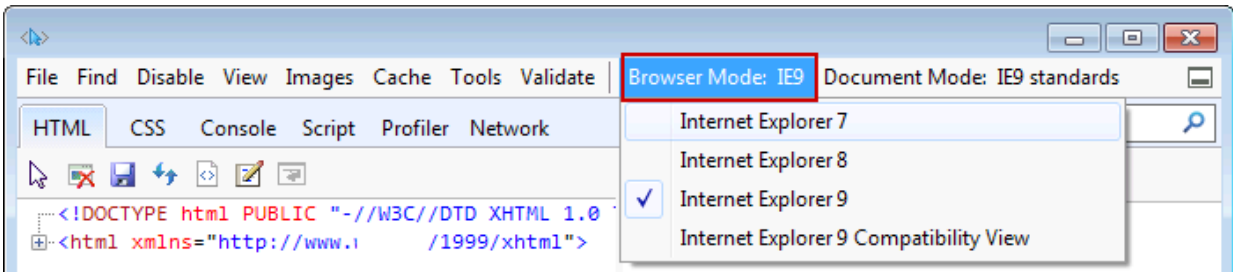 File Find Disable View Images Cache Tools Validate Browser Mode: IE9 Document Mode: IE9 standards
HTML CSS Console Script Profiler Network
Internet Explorer 7
Internet Explorer 8
Internet Explorer 9
Internet Explorer 9 Compatibility View
<!DOCTYPE html PUBLIC "-//W3C//DTD XHTML 1.0
<html xmlns="http://www. /1999/xhtml">